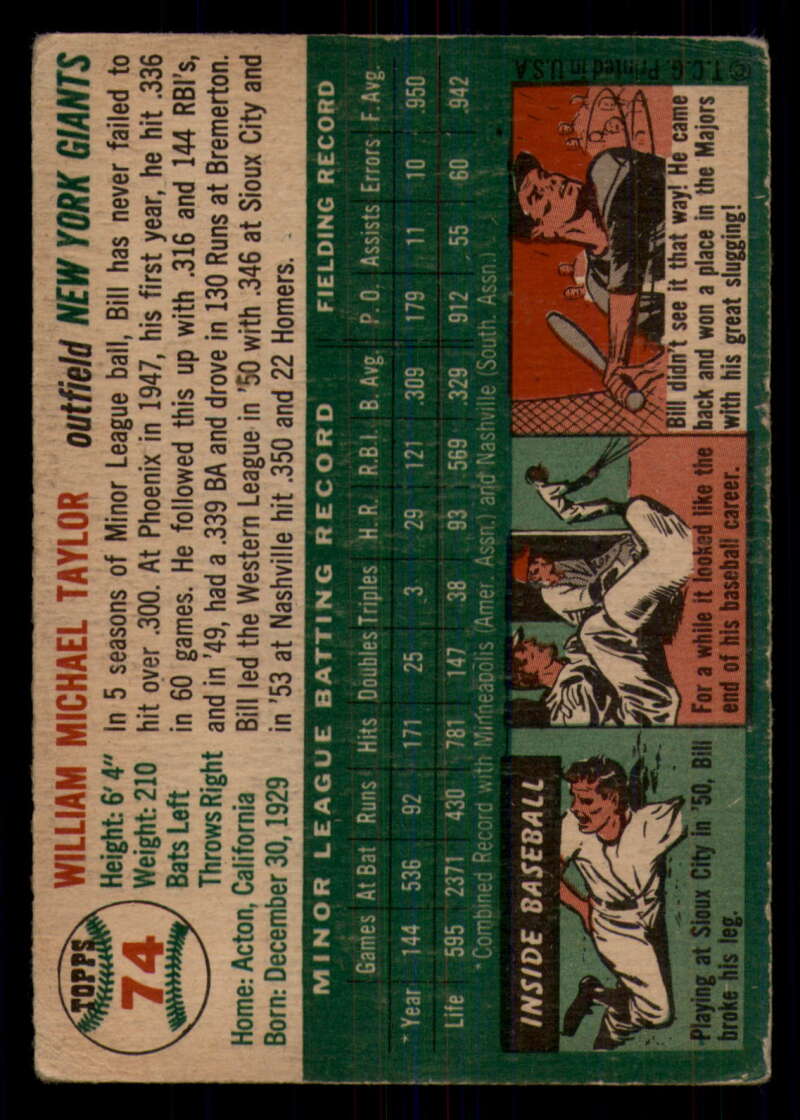 TOPPS
74
WILLIAM MICHAEL TAYLOR
outfield NEW YORK GIANTS
Height: 6' 4"
Weight: 210
Bats Left
Throws Right
Home: Acton, California
Born: December 30, 1929
In 5 seasons of Minor League ball, Bill has never failed to
hit over .300. At Phoenix in 1947, his first year, he hit .336
in 60 games. He followed this up with .316 and 144 RBI's,
and in '49, had a .339 BA and drove in 130 Runs at Bremerton.
Bill led the Western League in '50 with .346 at Sioux City and
in '53 at Nashville hit .350 and 22 Homers.
MINOR LEAGUE BATTING RECORD FIELDING RECORD
Games At Bat Runs Hits Doubles Triples H.R. R.B.I. B. Avg. P. O. Assists Errors F. Avg.
*Year 144 536 92 171 25 3 29 121 .309 179 11 10 .950
Life 595 2371 430 781 147 38 93 569 .329 912 55 60 .942
*Combined Record with Minneapolis (Amer. Assn.) and Nashville (South. Assn.)
INSIDE BASEBALL
Playing at Sioux City in '50, Bill
broke his leg.
For a while it looked like the
end of his baseball career.
Bill didn't see it that way! He came
back and won a place in the Majors
with his great slugging!
© T. C. G. Printed in U S A